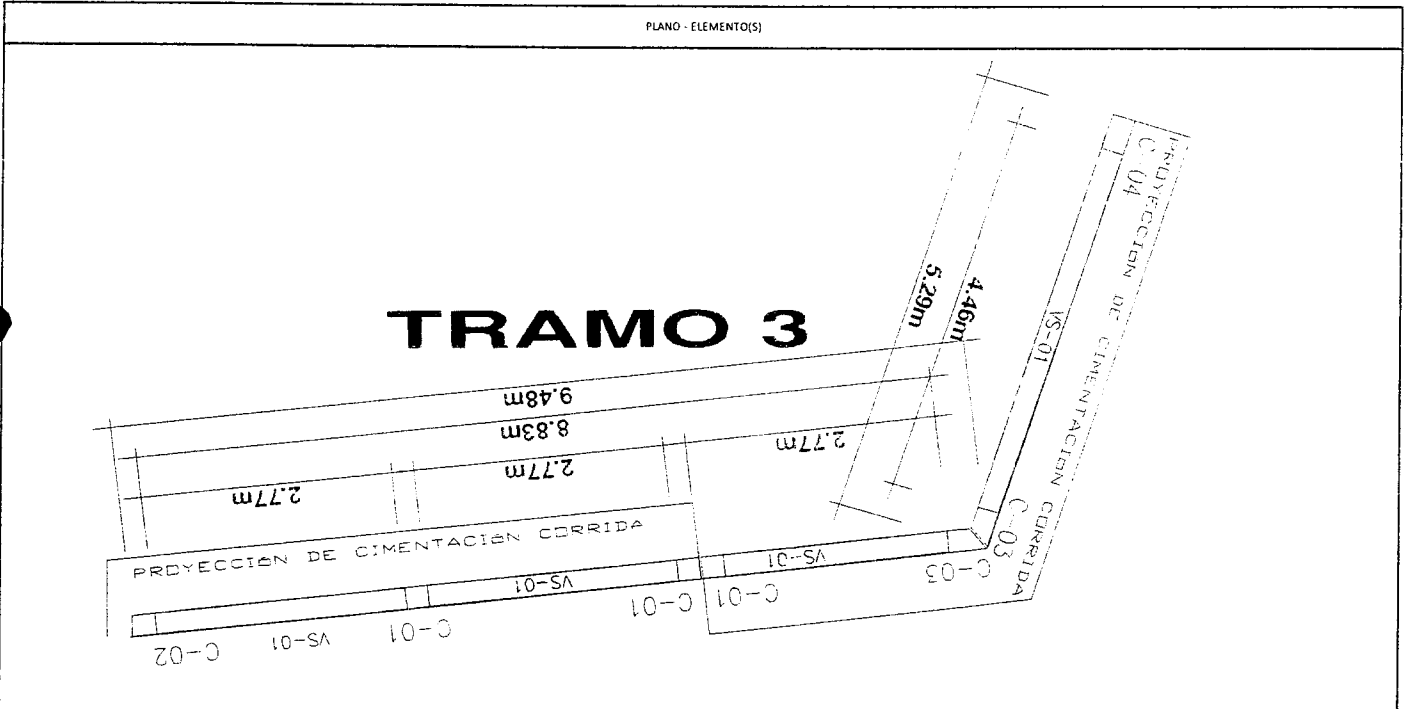 PLANO - ELEMENTO(S)
TRAMO 3
5.29m
4.46m
9.48m
8.83m
2.77m
2.77m
2.77m
PROYECCIÓN DE CIMENTACIÓN CORRIDA
PROYECCION DE CIMENTACION CORRIDA
C-04
VS-01
C-03
C-03
VS-01
C-01
C-01
VS-01
C-01
VS-01
C-02